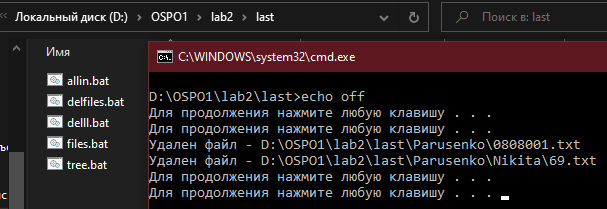 Локальный диск (D:) > OSPO1 > lab2 > last
Поиск в: last
Имя
allin.bat
delfiles.bat
delll.bat
files.bat
tree.bat
C:\WINDOWS\system32\cmd.exe
D:\OSPO1\lab2\last>echo off
Для продолжения нажмите любую клавишу . . .
Для продолжения нажмите любую клавишу . . .
Удален файл - D:\OSPO1\lab2\last\Parusenko\0808001.txt
Удален файл - D:\OSPO1\lab2\last\Parusenko\Nikita\69.txt
Для продолжения нажмите любую клавишу . . .
Для продолжения нажмите любую клавишу . . .